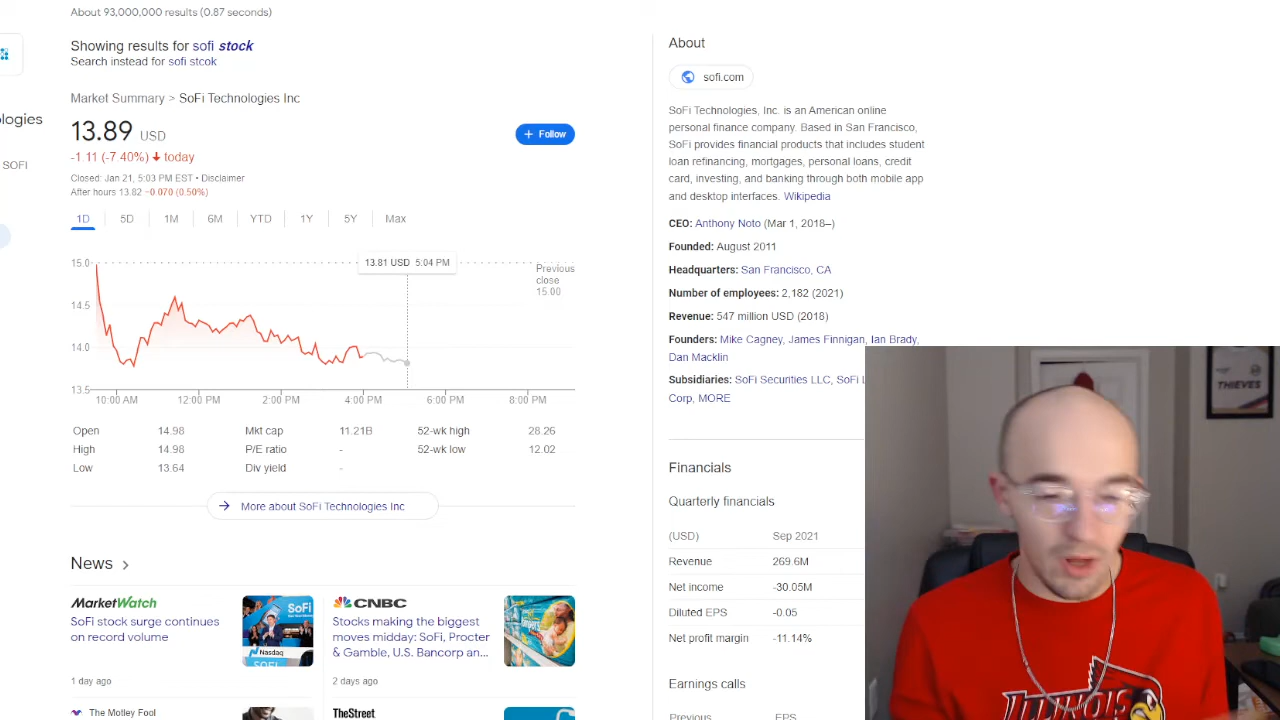 About 93,000,000 results (0.87 seconds)
Showing results for sofi stock
Search instead for sofi stcok
ologies
SOFI
Market Summary > SoFi Technologies Inc
13.89 USD
-1.11 (-7.40%) ↓ today
Closed: Jan 21, 5:03 PM EST • Disclaimer
After hours 13.82 −0.070 (0.50%)
+ Follow
1D 5D 1M 6M YTD 1Y 5Y Max
13.81 USD 5:04 PM
15.0
14.5
14.0
13.5
Previous
close
15.00
10:00 AM 12:00 PM 2:00 PM 4:00 PM 6:00 PM 8:00 PM
Open 14.98 Mkt cap 11.21B 52-wk high 28.26
High 14.98 P/E ratio - 52-wk low 12.02
Low 13.64 Div yield -
More about SoFi Technologies Inc
News >
MarketWatch
SoFi stock surge continues
on record volume
1 day ago
SoFi
Nasdaq
SOFI
CNBC
Stocks making the biggest
moves midday: SoFi, Procter
& Gamble, U.S. Bancorp an...
2 days ago
The Motley Fool
TheStreet
About
sofi.com
SoFi Technologies, Inc. is an American online
personal finance company. Based in San Francisco,
SoFi provides financial products that includes student
loan refinancing, mortgages, personal loans, credit
card, investing, and banking through both mobile app
and desktop interfaces. Wikipedia
CEO: Anthony Noto (Mar 1, 2018–)
Founded: August 2011
Headquarters: San Francisco, CA
Number of employees: 2,182 (2021)
Revenue: 547 million USD (2018)
Founders: Mike Cagney, James Finnigan, Ian Brady,
Dan Macklin
Subsidiaries: SoFi Securities LLC, SoFi L
Corp, MORE
Financials
Quarterly financials
(USD) Sep 2021
Revenue 269.6M
Net income -30.05M
Diluted EPS -0.05
Net profit margin -11.14%
Earnings calls
Previous EPS
THIEVES
ILLINOIS